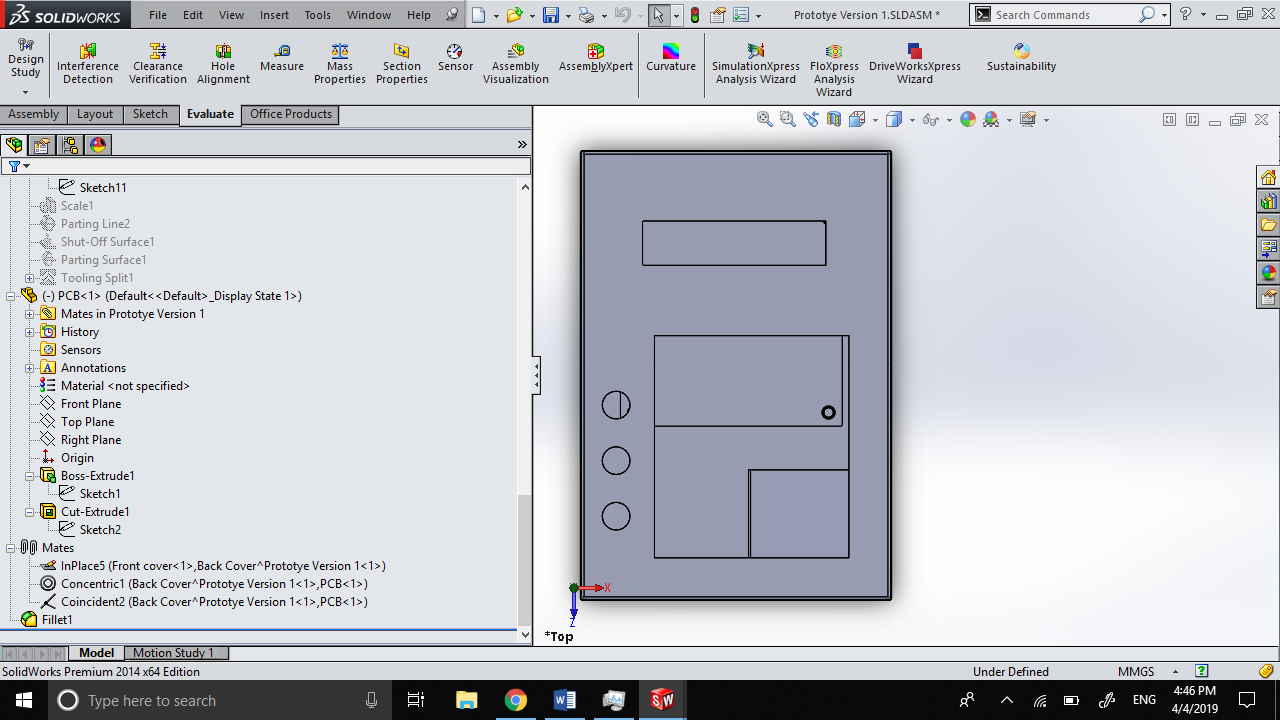 SOLIDWORKS File Edit View Insert Tools Window Help Prototye Version 1.SLDASM * Search Commands
Design Study
Interference Detection
Clearance Verification
Hole Alignment
Measure
Mass Properties
Section Properties
Sensor
Assembly Visualization
AssemblyXpert
Curvature
SimulationXpress Analysis Wizard
FloXpress Analysis Wizard
DriveWorksXpress Wizard
Sustainability
Assembly Layout Sketch Evaluate Office Products
Sketch11
Scale1
Parting Line2
Shut-Off Surface1
Parting Surface1
Tooling Split1
(-) PCB<1> (Default<<Default>_Display State 1>)
Mates in Prototye Version 1
History
Sensors
Annotations
Material <not specified>
Front Plane
Top Plane
Right Plane
Origin
Boss-Extrude1
Sketch1
Cut-Extrude1
Sketch2
Mates
InPlace5 (Front cover<1>,Back Cover^Prototye Version 1<1>)
Concentric1 (Back Cover^Prototye Version 1<1>,PCB<1>)
Coincident2 (Back Cover^Prototye Version 1<1>,PCB<1>)
Fillet1
X
Z
*Top
Model Motion Study 1
SolidWorks Premium 2014 x64 Edition Under Defined MMGS
Type here to search ENG 4:46 PM
4/4/2019